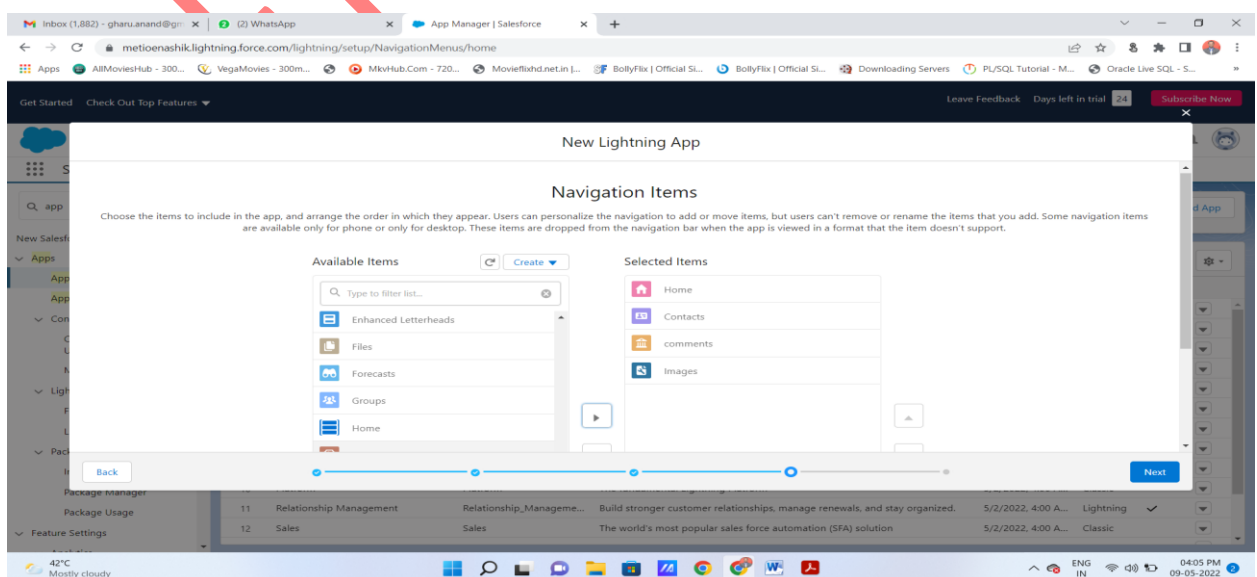 Inbox (1,882) - gharu.anand@gm
(2) WhatsApp
App Manager | Salesforce
metioenashik.lightning.force.com/lightning/setup/NavigationMenus/home
Apps AllMoviesHub - 300... VegaMovies - 300m... MkvHub.Com - 720... Movieflixhd.net.in |... BollyFlix | Official Si... BollyFlix | Official Si... Downloading Servers PL/SQL Tutorial - M... Oracle Live SQL - S... »
Get Started Check Out Top Features Leave Feedback Days left in trial 24 Subscribe Now
New Lightning App
S
Navigation Items
app
d App
Choose the items to include in the app, and arrange the order in which they appear. Users can personalize the navigation to add or move items, but users can't remove or rename the items that you add. Some navigation items
are available only for phone or only for desktop. These items are dropped from the navigation bar when the app is viewed in a format that the item doesn't support.
New Salesf
Apps
App
App
Con
Ligh
F
L
Pack
Available Items Create Selected Items
Type to filter list...
Enhanced Letterheads
Files
Forecasts
Groups
Home
Home
Contacts
comments
Images
Back Next
Package Manager
Package Usage
Feature Settings
11 Relationship Management Relationship_Manageme... Build stronger customer relationships, manage renewals, and stay organized. 5/2/2022, 4:00 A... Lightning
12 Sales Sales The world's most popular sales force automation (SFA) solution 5/2/2022, 4:00 A... Classic
42°C
Mostly cloudy
ENG
IN
04:05 PM
09-05-2022
2